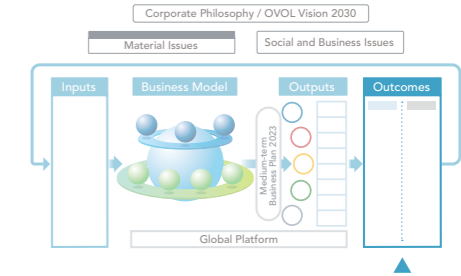 Corporate Philosophy / OVOL Vision 2030
Material Issues
Social and Business Issues
Inputs
Business Model
Outputs
Outcomes
Medium-term
Business Plan 2023
Global Platform